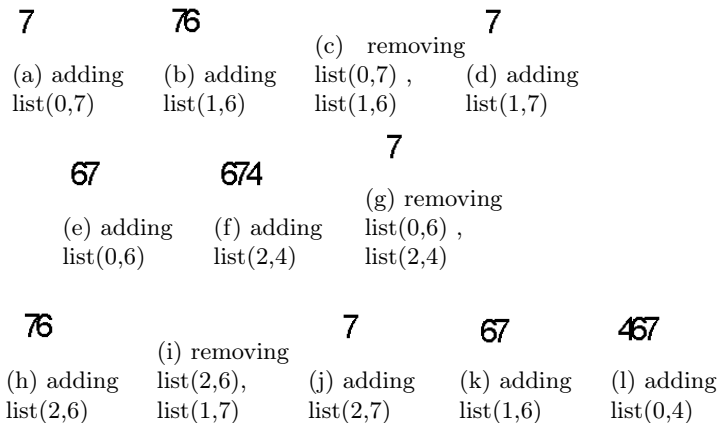 7 76 7
(a) adding list(0,7)
(b) adding list(1,6)
(c) removing list(0,7) , list(1,6)
(d) adding list(1,7)
67 674 7
(e) adding list(0,6)
(f) adding list(2,4)
(g) removing list(0,6) , list(2,4)
76 7 67 467
(h) adding list(2,6)
(i) removing list(2,6), list(1,7)
(j) adding list(2,7)
(k) adding list(1,6)
(l) adding list(0,4)